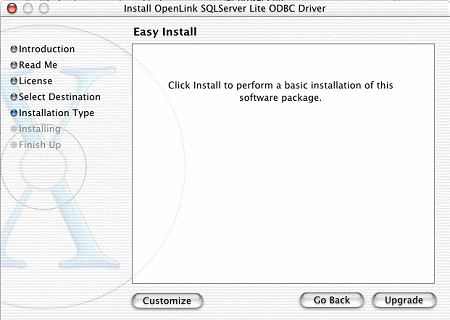 Install OpenLink SQLServer Lite ODBC Driver
Easy Install
Introduction
Read Me
License
Select Destination
Installation Type
Installing
Finish Up
Click Install to perform a basic installation of this
software package.
Customize
Go Back
Upgrade